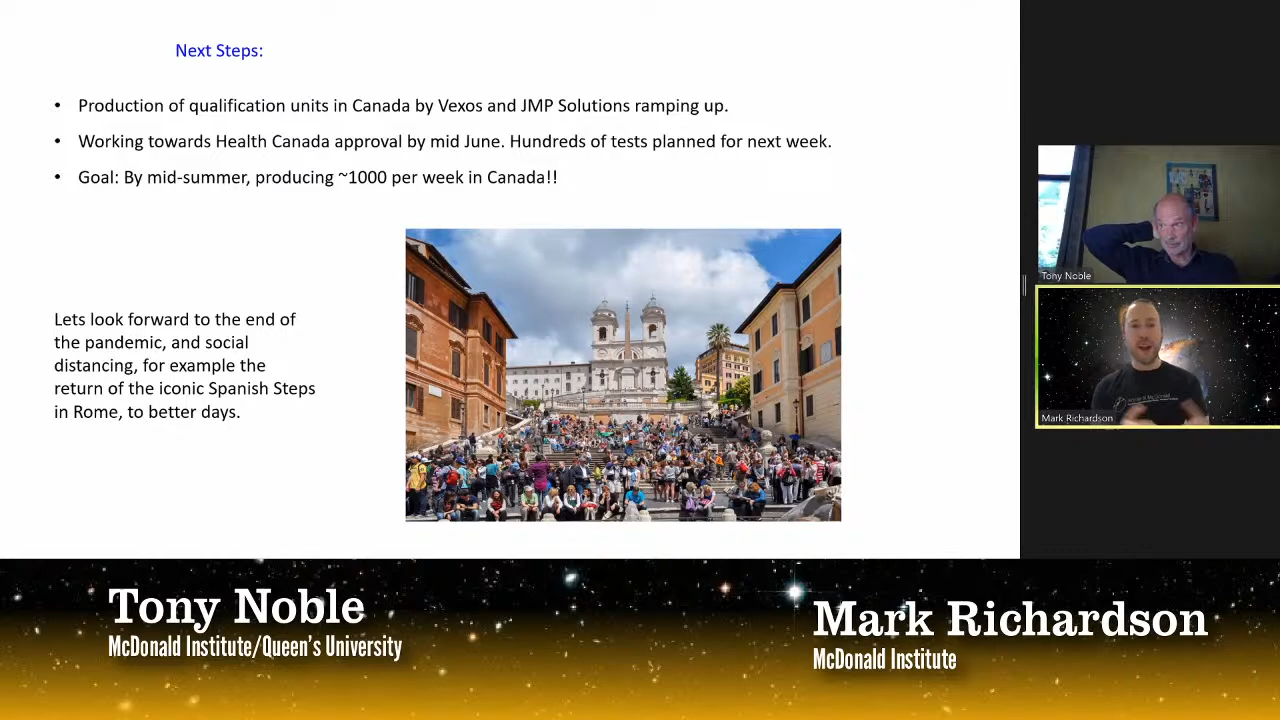 Next Steps:
• Production of qualification units in Canada by Vexos and JMP Solutions ramping up.
• Working towards Health Canada approval by mid June. Hundreds of tests planned for next week.
• Goal: By mid-summer, producing ~1000 per week in Canada!!
Lets look forward to the end of
the pandemic, and social
distancing, for example the
return of the iconic Spanish Steps
in Rome, to better days.
Tony Noble
Mark Richardson
Tony Noble
McDonald Institute/Queen's University
Mark Richardson
McDonald Institute